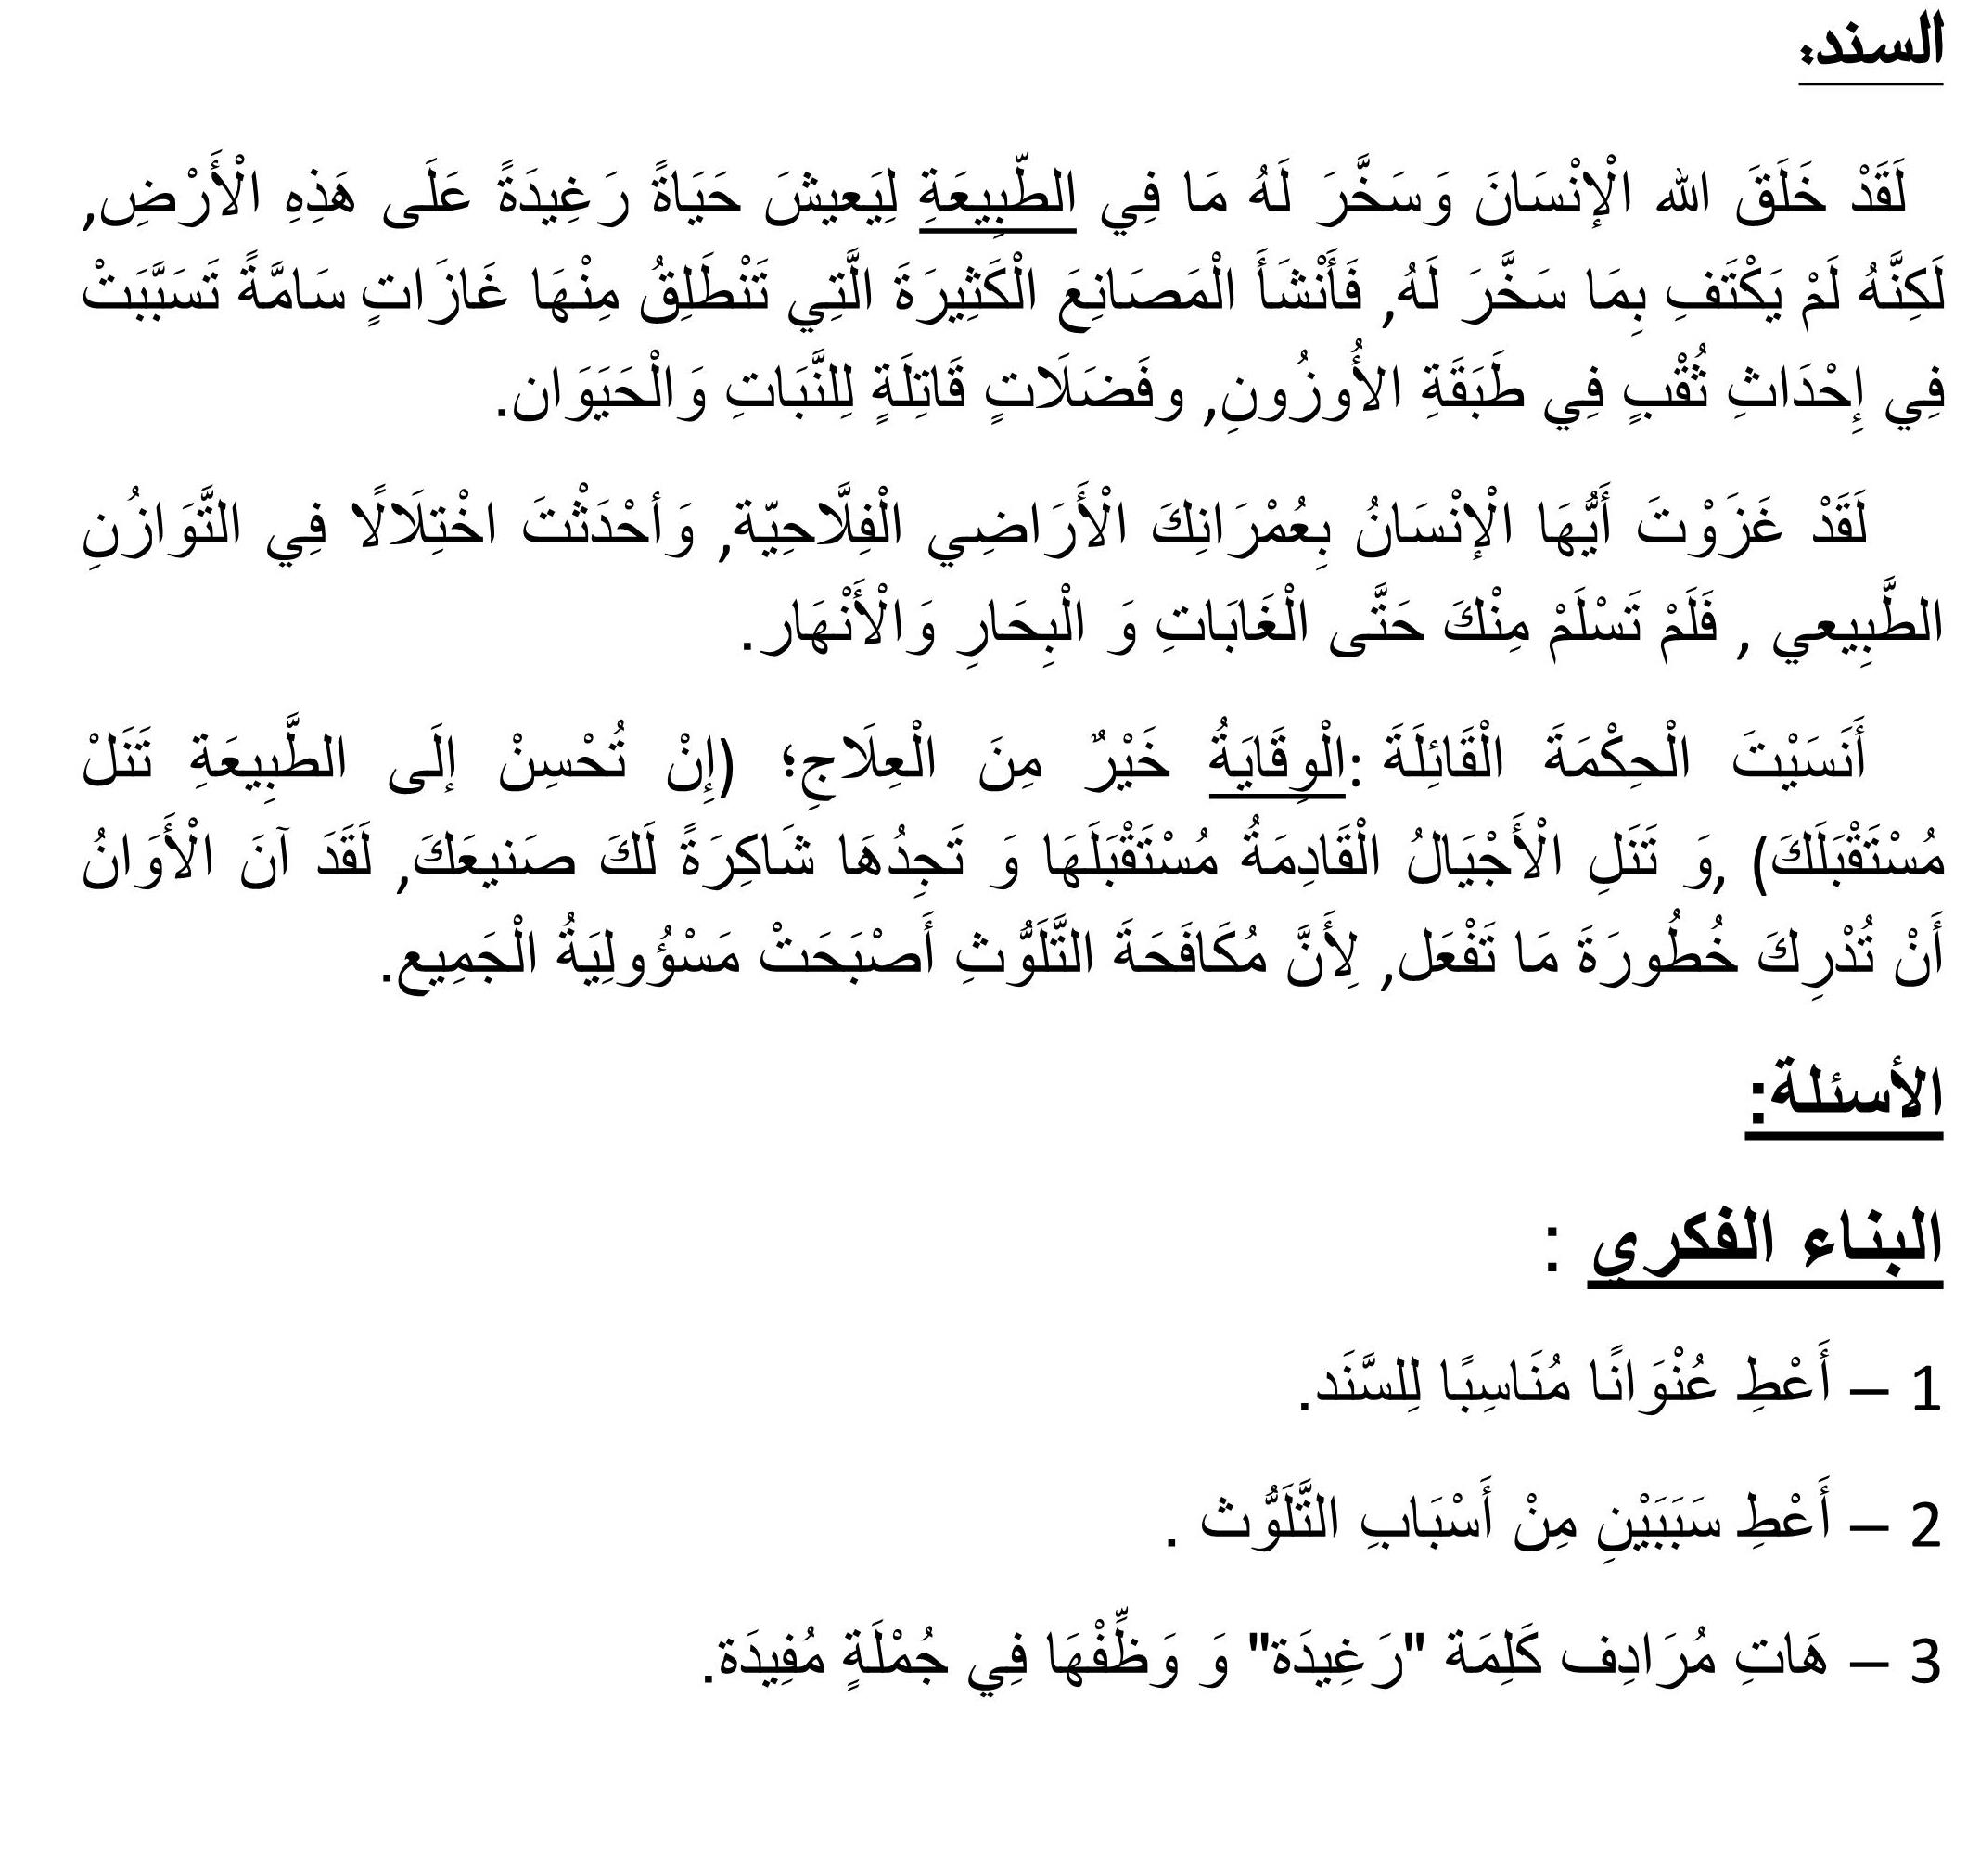 السند:
لَقَدْ خَلَقَ الله الْإنْسَانَ وَسَخَّرَ لَهُ مَا فِي الطّبِيعَةِ لِيَعيشَ حَيَاةً رَغِيدَةً عَلَى هَذِهِ الْأَرْضِ,
لَكِنَّهُ لَمْ يَكْتَفِ بِمَا سَخَّرَ لَهُ, فَأَنْشَأَ الْمَصَانِعَ الْكَثِيرَةَ الَّتِي تَنْطَلِقُ مِنْهَا غَازَاتٍ سَامَّةً تَسَبَّبَتْ
فِي إِحْدَاثِ ثُقْبٍ فِي طَبَقَةِ الأُوزُونِ, وفَضَلَاتٍ قَاتِلَةٍ لِلنَّبَاتِ وَالْحَيَوَان.
لَقَدْ غَزَوْتَ أَيُّهَا الْإنْسَانُ بِعُمْرَانِكَ الْأَرَاضِي الْفِلَّاحِيّة, وَأحْدَثْتَ اخْتِلَالًا فِي التَّوَازُنِ
الطَّبِيعي , فَلَمْ تَسْلَمْ مِنْكَ حَتَّى الْغَابَاتِ وَ الْبِحَارِ وَالْأَنْهَار.
أَنَسَيْتَ الْحِكْمَةَ الْقَائِلَةَ :الْوِقَايَةُ خَيْرٌ مِنَ الْعِلَاجِ؛ (إِنْ تُحْسِنْ إلَى الطَّبِيعَةِ تَنَلْ
مُسْتَقْبَلَكَ) ,وَ تَنَلِ الْأَجْيَالُ الْقَادِمَةُ مُسْتَقْبَلَهَا وَ تَجِدُهَا شَاكِرَةً لَكَ صَنيعَكَ, لَقَدَ آنَ الْأَوَانُ
أَنْ تُدْرِكَ خُطُورَةَ مَا تَفْعَل, لِأَنَّ مُكَافَحَةَ التَّلَوُّثِ أَصْبَحَتْ مَسْؤُولِيَةُ الْجَمِيع.
الأسئلة:
البناء الفكري :
1 – أَعْطِ عُنْوَانًا مُنَاسِبًا لِلسَّنَد.
2 – أَعْطِ سَبَبَيْنِ مِنْ أَسْبَابِ التَّلَوُّث .
3 – هَاتِ مُرَادِف كَلِمَة "رَغِيدَة" وَ وَظِّفْهَا فِي جُمْلَةٍ مُفِيدَة.